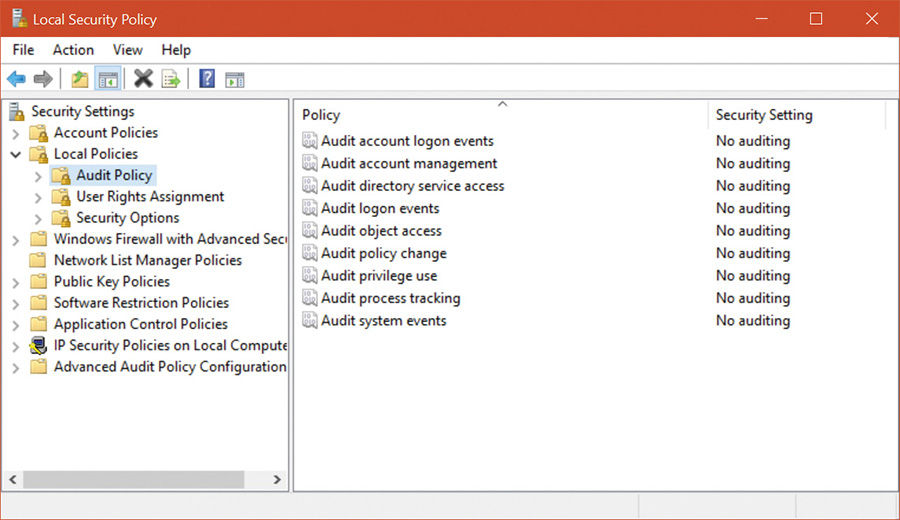 Local Security Policy
File Action View Help
Security Settings
Account Policies
Local Policies
Audit Policy
User Rights Assignment
Security Options
Windows Firewall with Advanced Secu
Network List Manager Policies
Public Key Policies
Software Restriction Policies
Application Control Policies
IP Security Policies on Local Compute
Advanced Audit Policy Configuration
Policy Security Setting
Audit account logon events No auditing
Audit account management No auditing
Audit directory service access No auditing
Audit logon events No auditing
Audit object access No auditing
Audit policy change No auditing
Audit privilege use No auditing
Audit process tracking No auditing
Audit system events No auditing